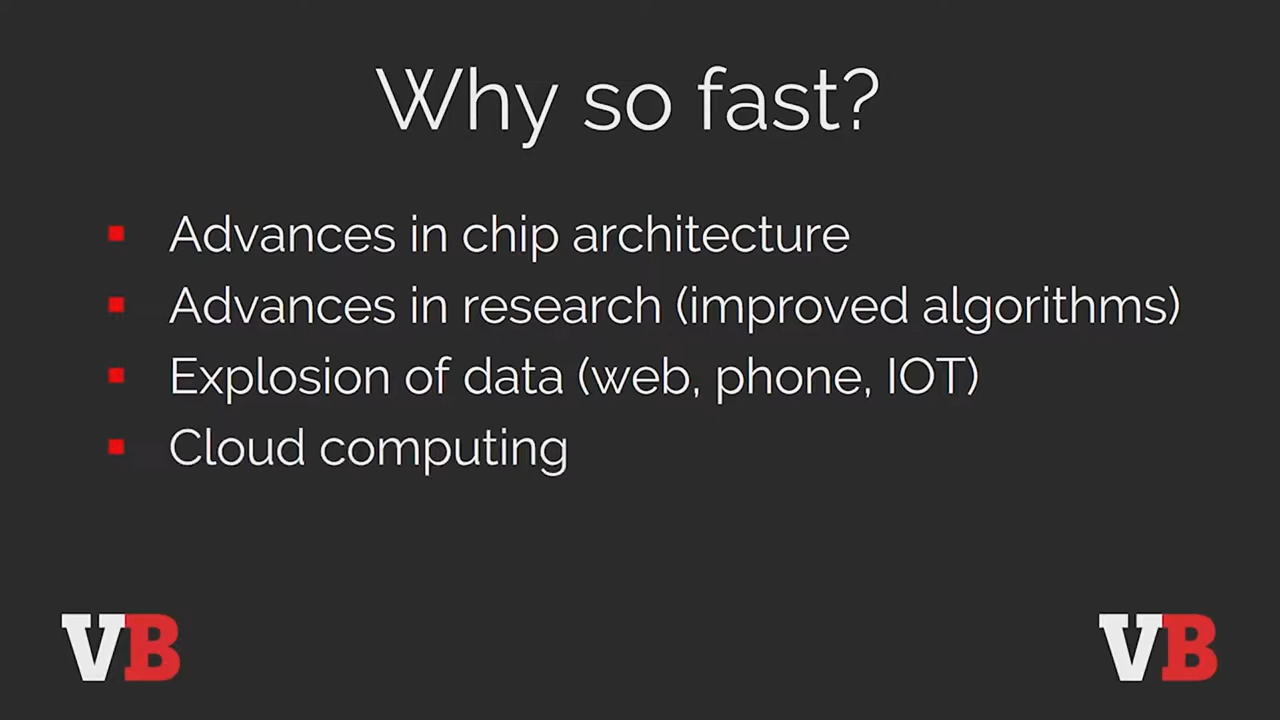 Why so fast?
Advances in chip architecture
Advances in research (improved algorithms)
Explosion of data (web, phone, IOT)
Cloud computing
VB
VB